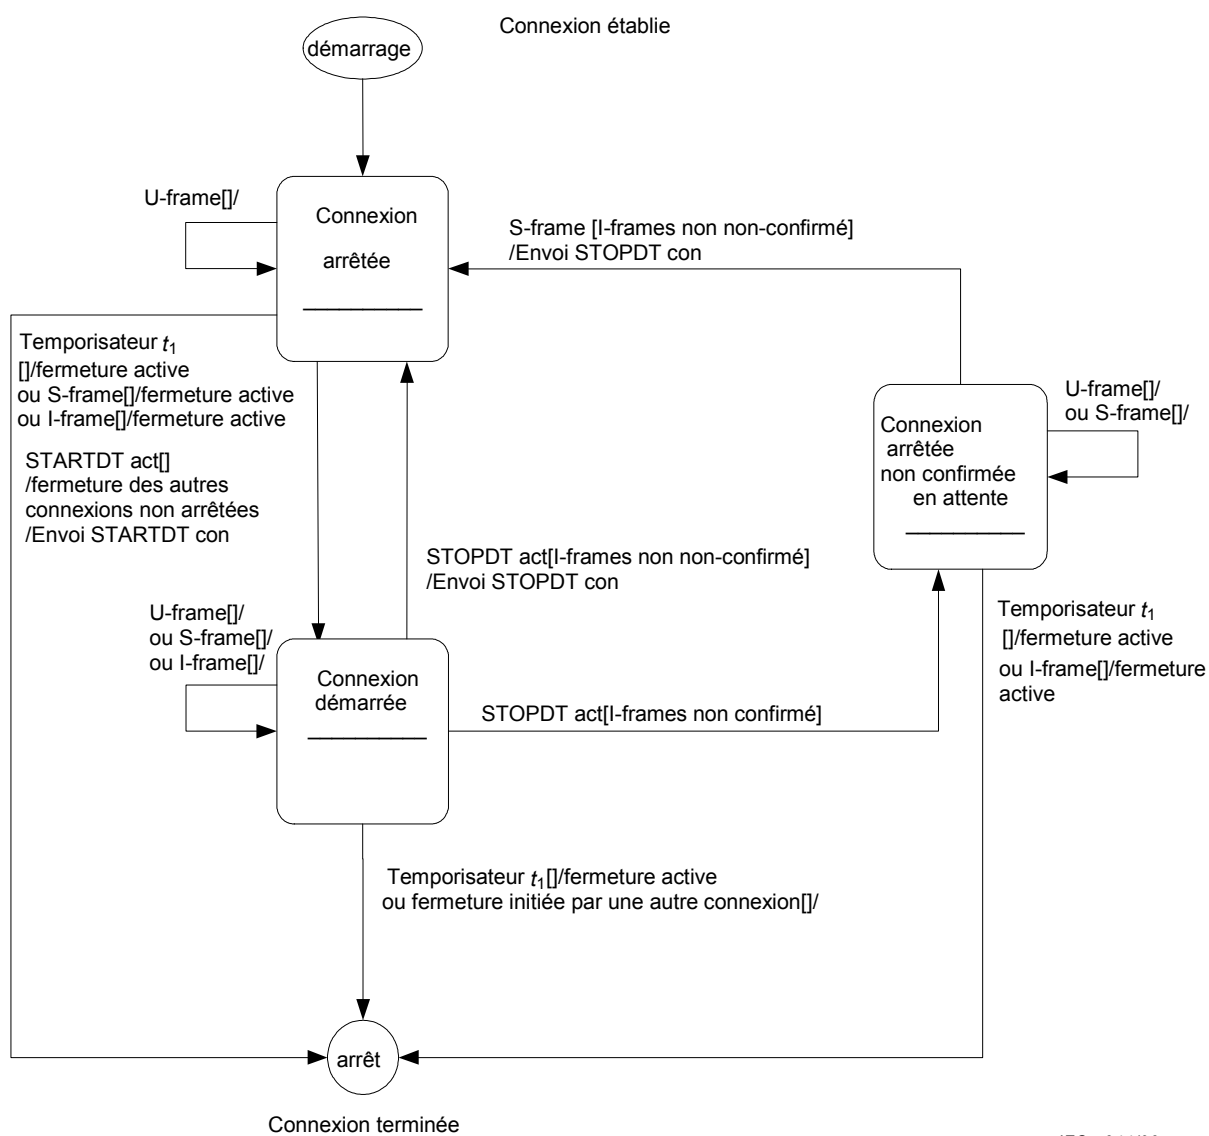 Connexion établie
démarrage
U-frame[]/
Connexion
arrêtée
S-frame [I-frames non non-confirmé]
/Envoi STOPDT con
Temporisateur t1
[]/fermeture active
ou S-frame[]/fermeture active
ou I-frame[]/fermeture active
STARTDT act[]
/fermeture des autres
connexions non arrêtées
/Envoi STARTDT con
U-frame[]/
ou S-frame[]/
Connexion
arrêtée
non confirmée
en attente
STOPDT act[I-frames non non-confirmé]
/Envoi STOPDT con
Temporisateur t1
[]/fermeture active
ou I-frame[]/fermeture
active
U-frame[]/
ou S-frame[]/
ou I-frame[]/
Connexion
démarrée
STOPDT act[I-frames non confirmé]
Temporisateur t1[]/fermeture active
ou fermeture initiée par une autre connexion[]/
arrêt
Connexion terminée